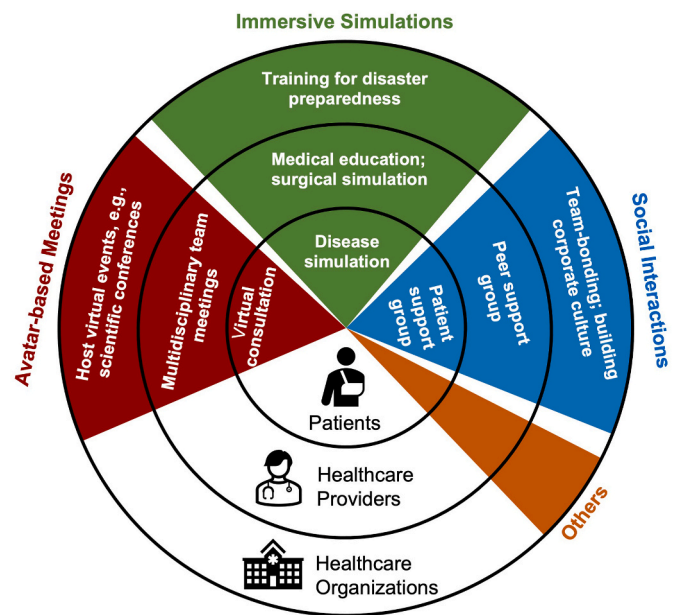 Immersive Simulations
Training for disaster
preparedness
Medical education;
surgical simulation
Disease
simulation
Avatar-based Meetings
Host virtual events, e.g.,
scientific conferences
Multidisciplinary team
meetings
Virtual
consultation
Social Interactions
Team-bonding; building
corporate culture
Peer support
group
Patient
support
group
Others
Patients
Healthcare
Providers
Healthcare
Organizations